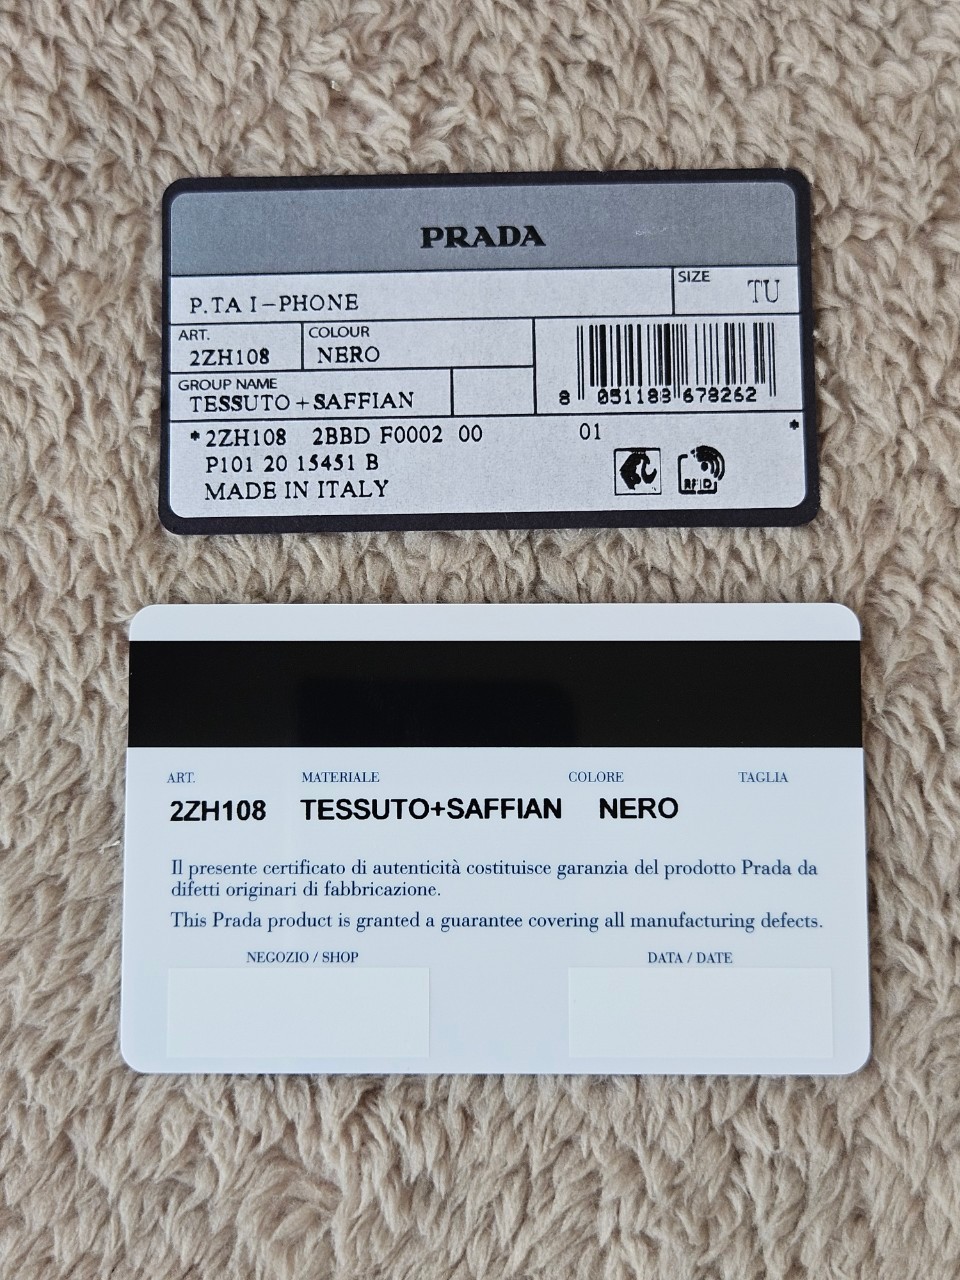 PRADA
P.TA I-PHONE
SIZE
TU
ART.
2ZH108
COLOUR
NERO
GROUP NAME
TESSUTO+SAFFIAN
8 051183 678262
*2ZH108 2BBD F0002 00 01 *
P101 20 15451 B
MADE IN ITALY
RFID
ART. MATERIALE COLORE TAGLIA
2ZH108 TESSUTO+SAFFIAN NERO
Il presente certificato di autenticità costituisce garanzia del prodotto Prada da
difetti originari di fabbricazione.
This Prada product is granted a guarantee covering all manufacturing defects.
NEGOZIO / SHOP DATA / DATE